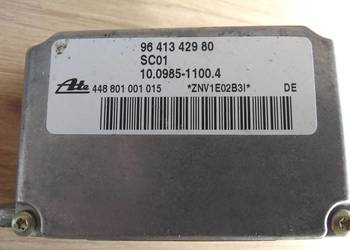 96 413 429 80
SC01
10.0985-1100.4
Ate 448 801 001 015 *ZNV1E02B3I* DE